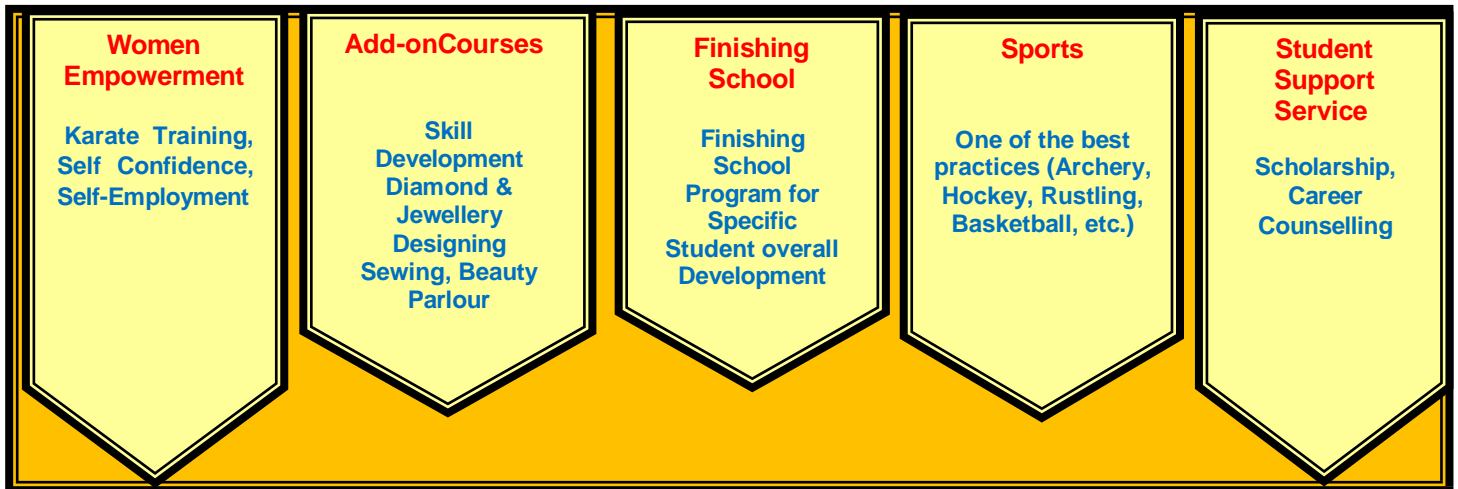 Women
Empowerment
Karate Training,
Self Confidence,
Self-Employment
Add-onCourses
Skill
Development
Diamond &
Jewellery
Designing
Sewing, Beauty
Parlour
Finishing
School
Finishing
School
Program for
Specific
Student overall
Development
Sports
One of the best
practices (Archery,
Hockey, Rustling,
Basketball, etc.)
Student
Support
Service
Scholarship,
Career
Counselling